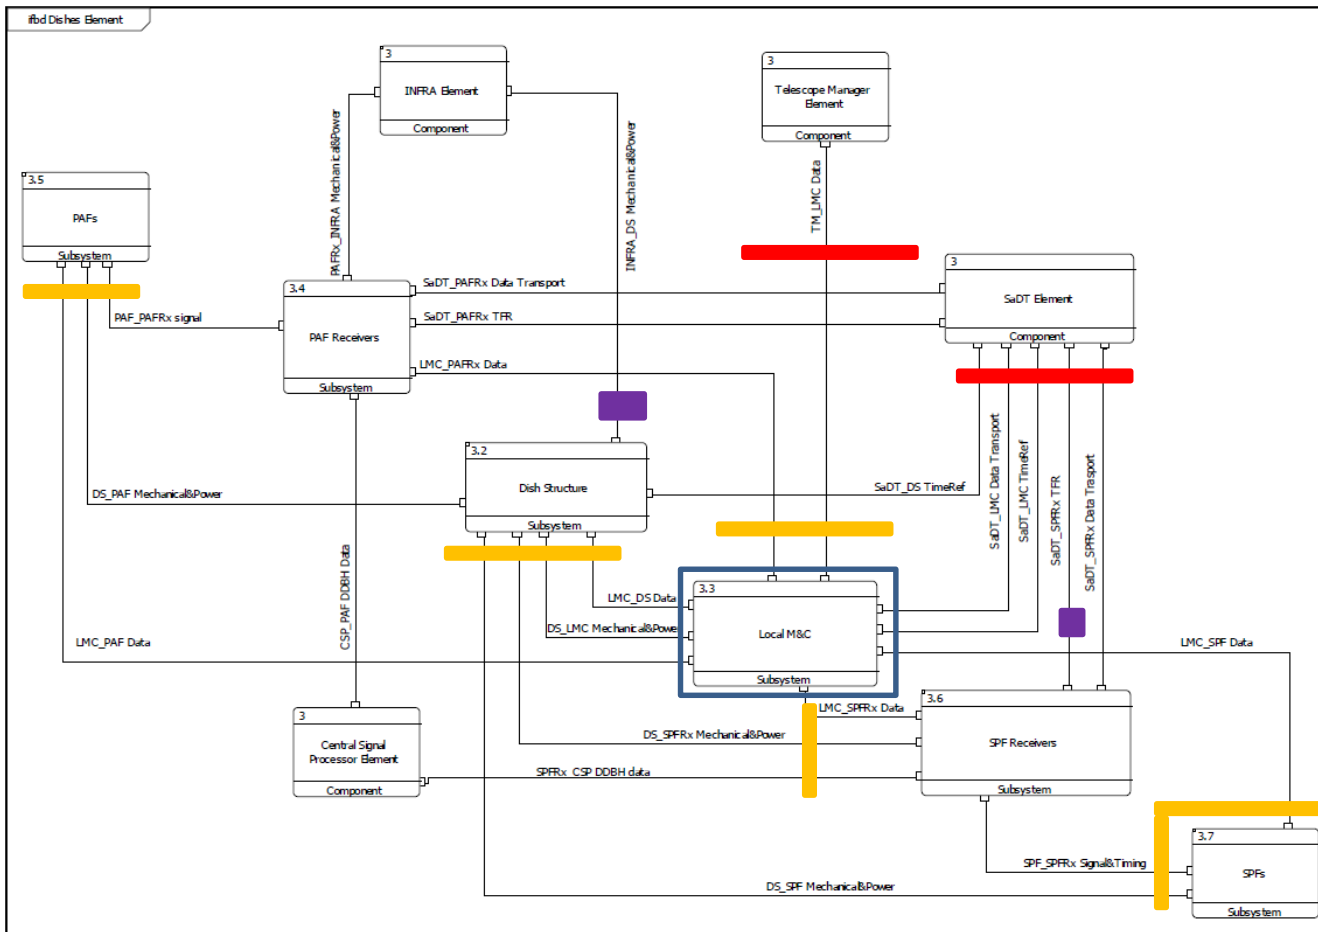 ifbd Dishes Element
3
INFRA Element
Component
3
Telescope Manager
Element
Component
3.5
PAFs
Subsystem
PAFRx_INFRA Mechanical&Power
INFRA_DS Mechanical&Power
TM_LMC Data
3
SaDT Element
Component
3.4
PAF Receivers
Subsystem
SaDT_PAFRx Data Transport
PAF_PAFRx signal
SaDT_PAFRx TFR
LMC_PAFRx Data
3.2
Dish Structure
Subsystem
DS_PAF Mechanical&Power
SaDT_DS TimeRef
SaDT_LMC Data Transport
SaDT_LMC TimeRef
SaDT_SPFRx TFR
SaDT_SPFRx Data Trasport
CSP_PAF DDBH Data
3.3
Local M&C
Subsystem
LMC_DS Data
DS_LMC Mechanical&Power
LMC_PAF Data
LMC_SPF Data
3.6
SPF Receivers
Subsystem
LMC_SPFRx Data
DS_SPFRx Mechanical&Power
3
Central Signal
Processor Element
Component
SPFRx_CSP DDBH data
3.7
SPFs
Subsystem
SPF_SPFRx Signal&Timing
DS_SPF Mechanical&Power